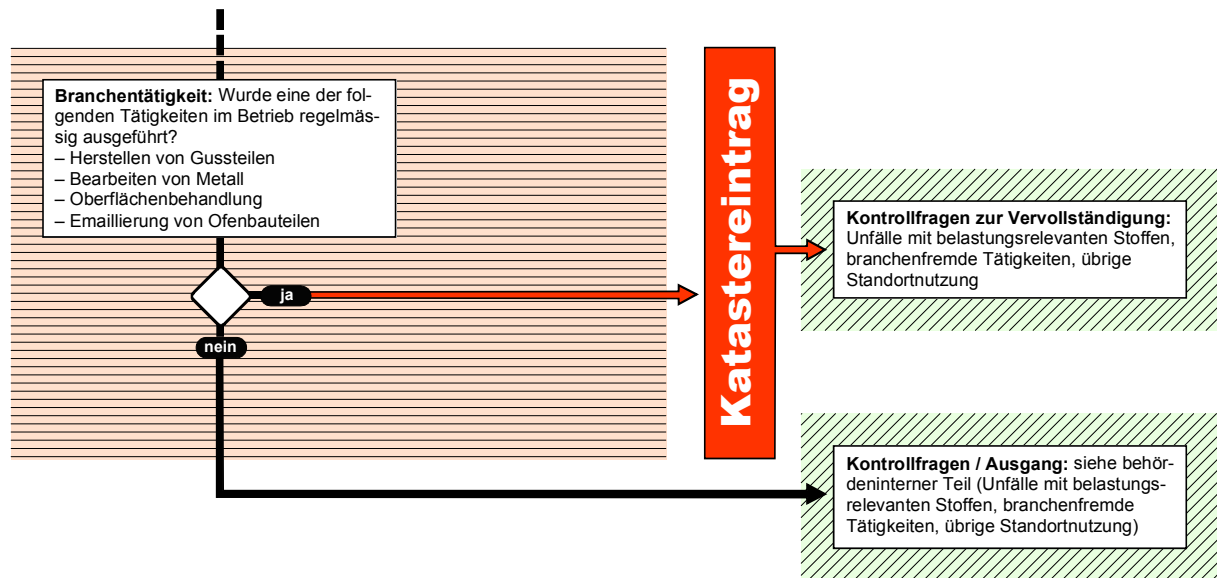 Branchentätigkeit: Wurde eine der fol-
genden Tätigkeiten im Betrieb regelmäs-
sig ausgeführt?
– Herstellen von Gussteilen
– Bearbeiten von Metall
– Oberflächenbehandlung
– Emaillierung von Ofenbauteilen
ja
nein
Katastereintrag
Kontrollfragen zur Vervollständigung:
Unfälle mit belastungsrelevanten Stoffen,
branchenfremde Tätigkeiten, übrige
Standortnutzung
Kontrollfragen / Ausgang: siehe behör-
deninterner Teil (Unfälle mit belastungs-
relevanten Stoffen, branchenfremde
Tätigkeiten, übrige Standortnutzung)